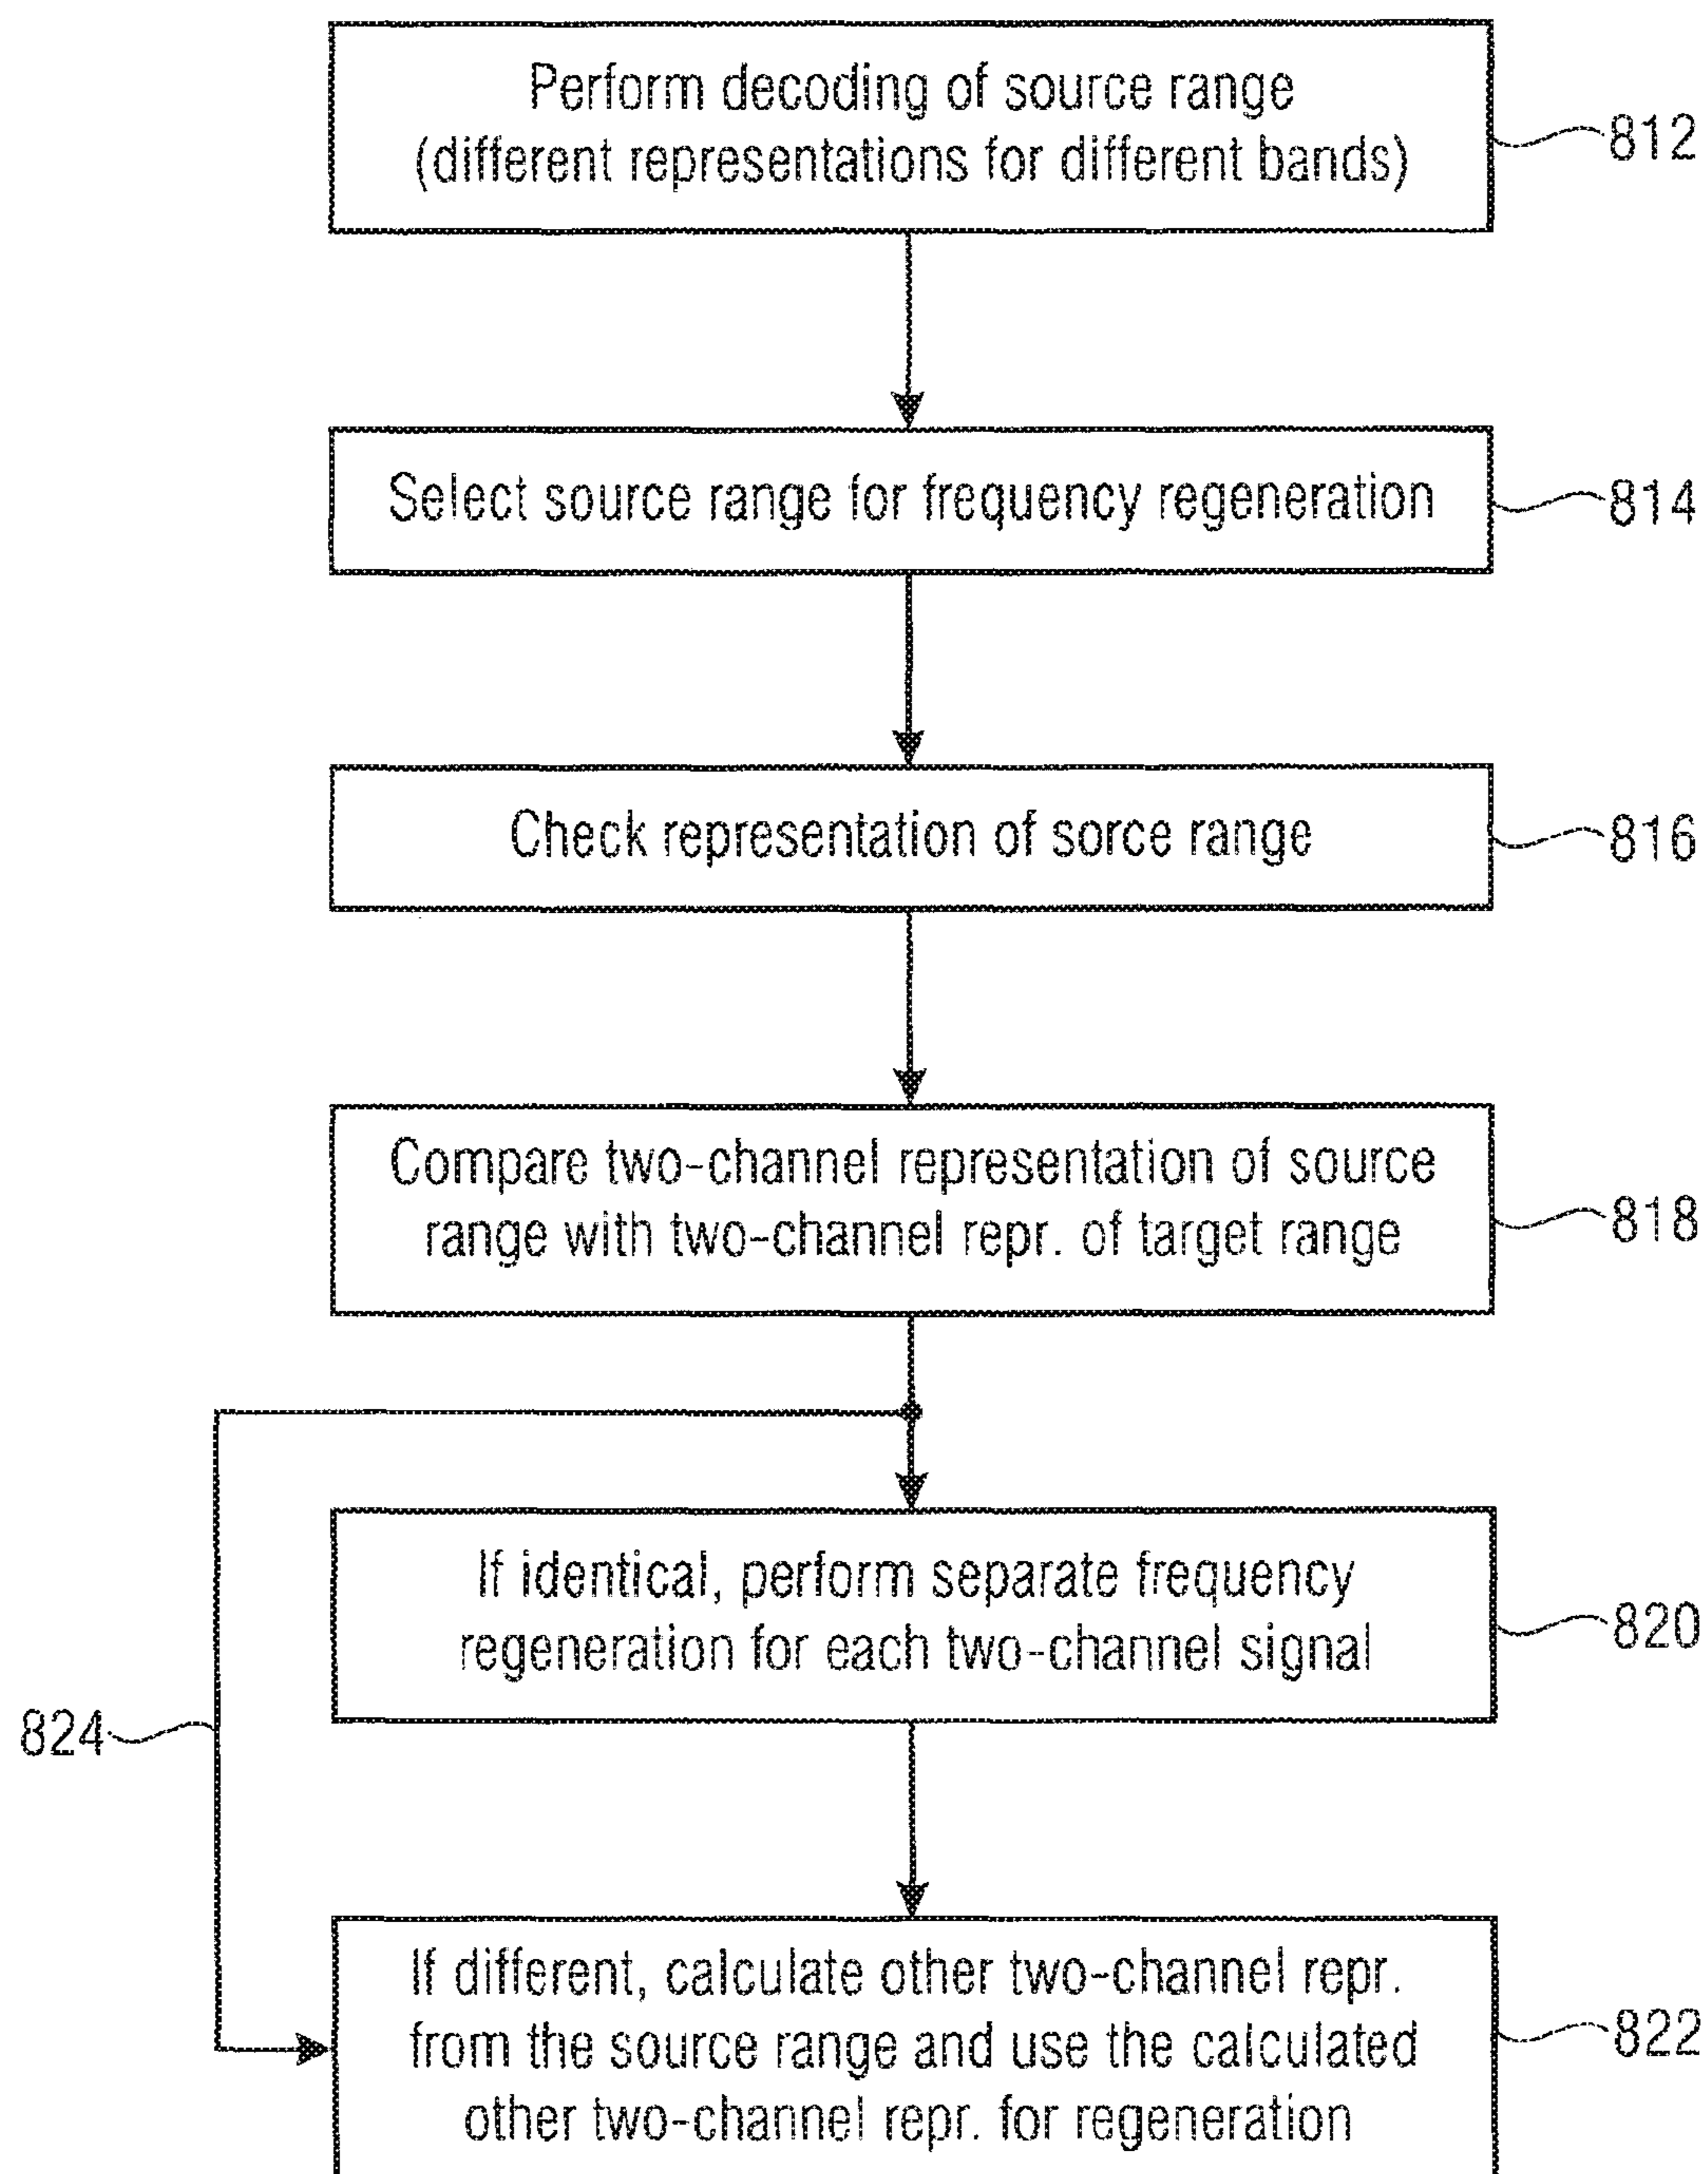 Perform decoding of source range
(different representations for different bands)
812
Select source range for frequency regeneration
814
Check representation of sorce range
816
Compare two-channel representation of source
range with two-channel repr. of target range
818
If identical, perform separate frequency
regeneration for each two-channel signal
820
824
If different, calculate other two-channel repr.
from the source range and use the calculated
other two-channel repr. for regeneration
822